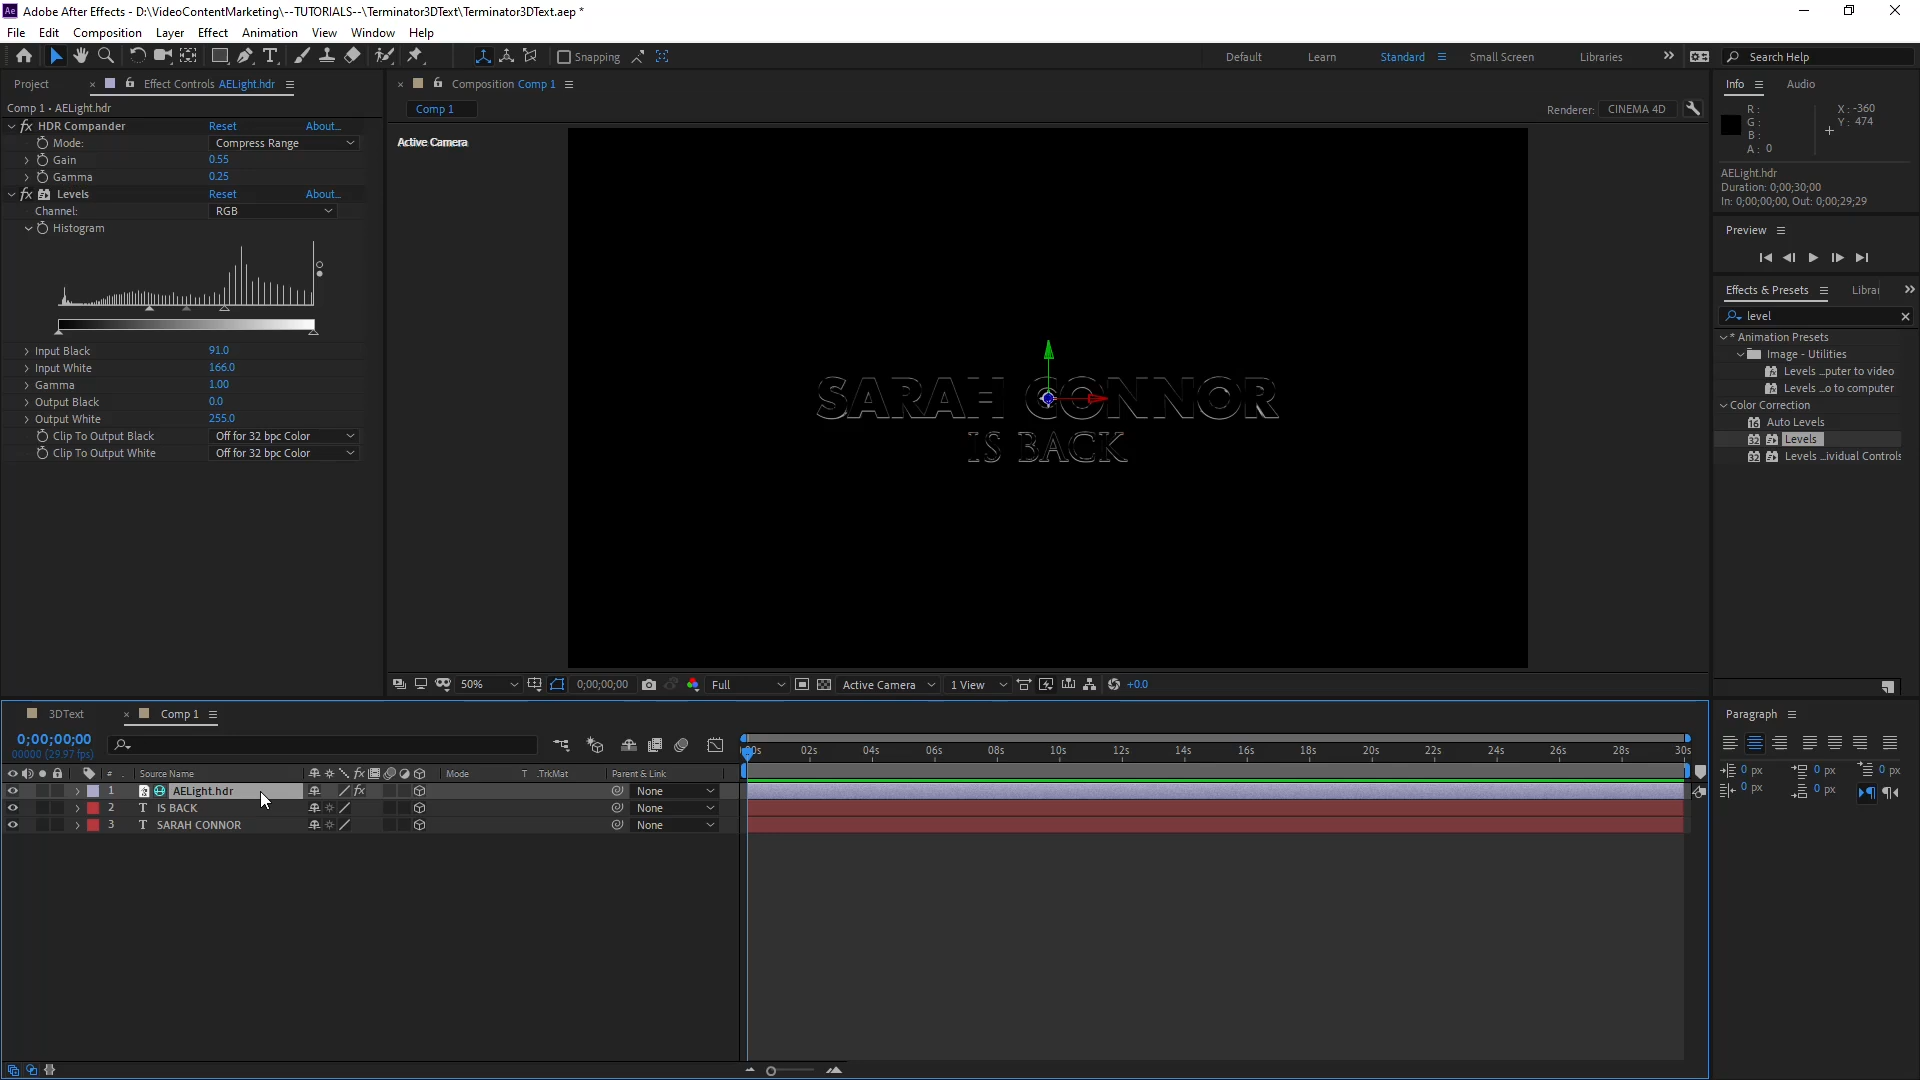 Adobe After Effects - D:\VideoContentMarketing\--TUTORIALS--\Terminator3DText\Terminator3DText.aep *
File Edit Composition Layer Effect Animation View Window Help
Snapping Default Learn Standard Small Screen Libraries Search Help
Project Effect Controls AELight.hdr
Comp 1 • AELight.hdr
fx HDR Compander Reset About...
Mode: Compress Range
Gain 0.55
Gamma 0.25
fx Levels Reset About...
Channel: RGB
Histogram
Input Black 91.0
Input White 166.0
Gamma 1.00
Output Black 0.0
Output White 255.0
Clip To Output Black Off for 32 bpc Color
Clip To Output White Off for 32 bpc Color
Composition Comp 1
Comp 1
Renderer: CINEMA 4D
Active Camera
SARAH CONNOR
IS BACK
50% 0;00;00;00 Full Active Camera 1 View +0.0
Info Audio
R: X: -360
G: Y: 474
B:
A: 0
AELight.hdr
Duration: 0;00;30;00
In: 0;00;00;00, Out: 0;00;29;29
Preview
Effects & Presets Librar
level
* Animation Presets
Image - Utilities
Levels ...puter to video
Levels ...o to computer
Color Correction
Auto Levels
Levels
Levels ...ividual Controls
3DText Comp 1
0;00;00;00
00000 (29.97 fps)
:00s 02s 04s 06s 08s 10s 12s 14s 16s 18s 20s 22s 24s 26s 28s 30s
# Source Name fx Mode T .TrkMat Parent & Link
1 AELight.hdr fx None
2 T IS BACK None
3 T SARAH CONNOR None
Paragraph
0 px 0 px 0 px
0 px 0 px